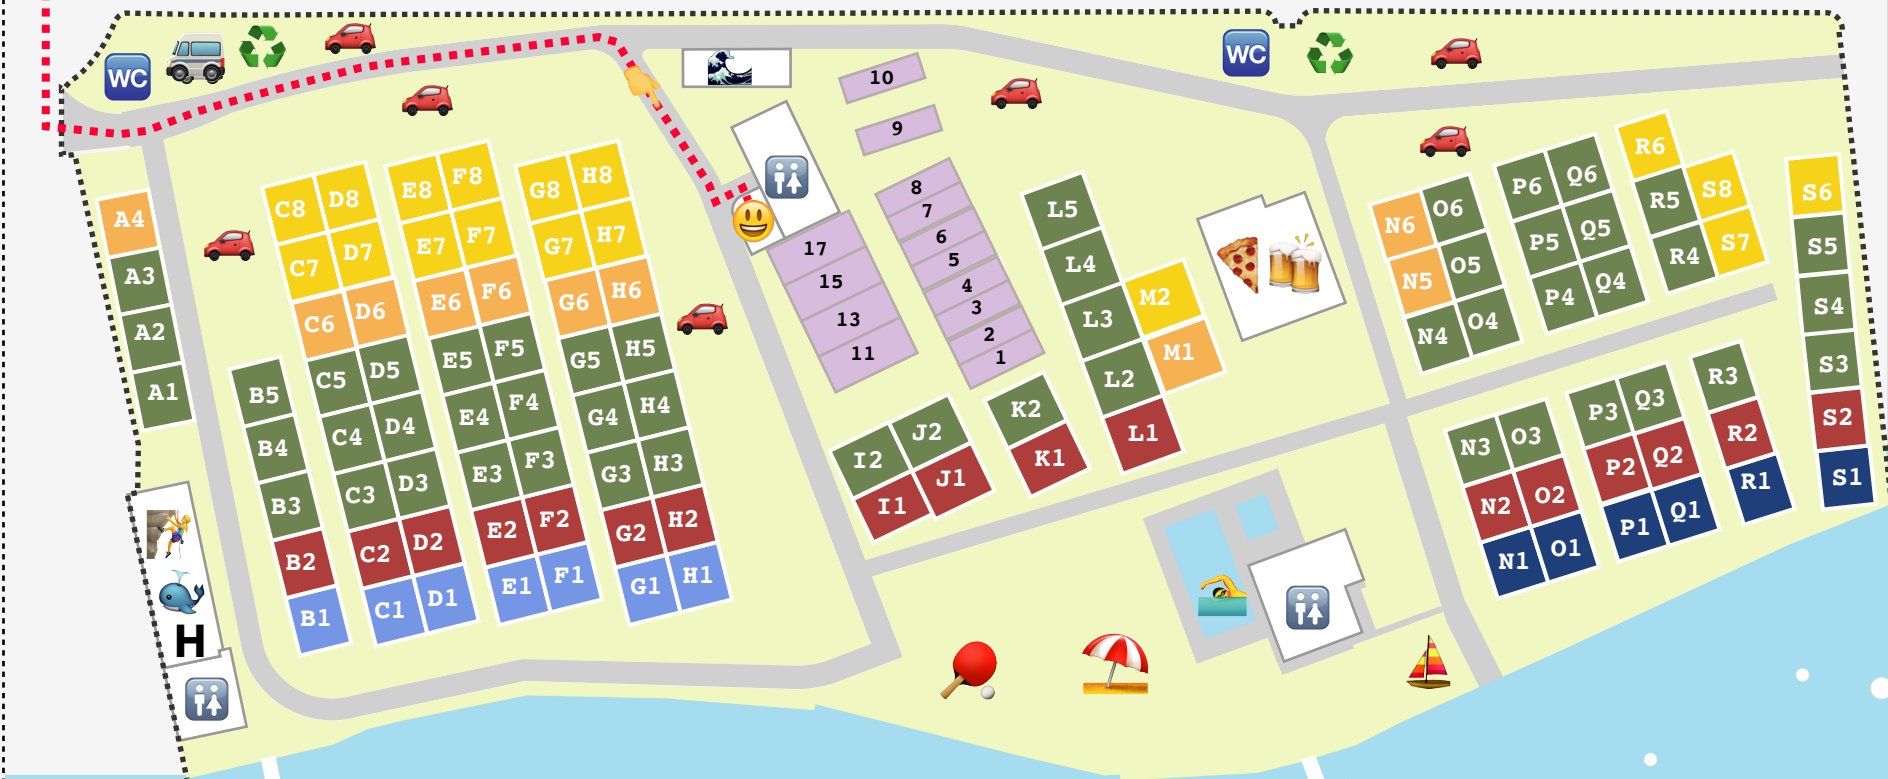 WC
WC
10
9
8
7
6
5
4
3
2
1
17
15
13
11
A4
A3
A2
A1
B5
B4
B3
B2
B1
C8 D8
C7 D7
C6 D6
C5 D5
C4 D4
C3 D3
C2 D2
C1 D1
E8 F8
E7 F7
E6 F6
E5 F5
E4 F4
E3 F3
E2 F2
E1 F1
G8 H8
G7 H7
G6 H6
G5 H5
G4 H4
G3 H3
G2 H2
G1 H1
I2 J2
I1 J1
K2
K1
L5
L4
L3 M2
L2 M1
L1
N6 O6
N5 O5
N4 O4
P6 Q6
P5 Q5
P4 Q4
R6
R5 S8
R4 S7
S6
S5
S4
S3
S2
S1
N3 O3
N2 O2
N1 O1
P3 Q3
P2 Q2
P1 Q1
R3
R2
R1
H